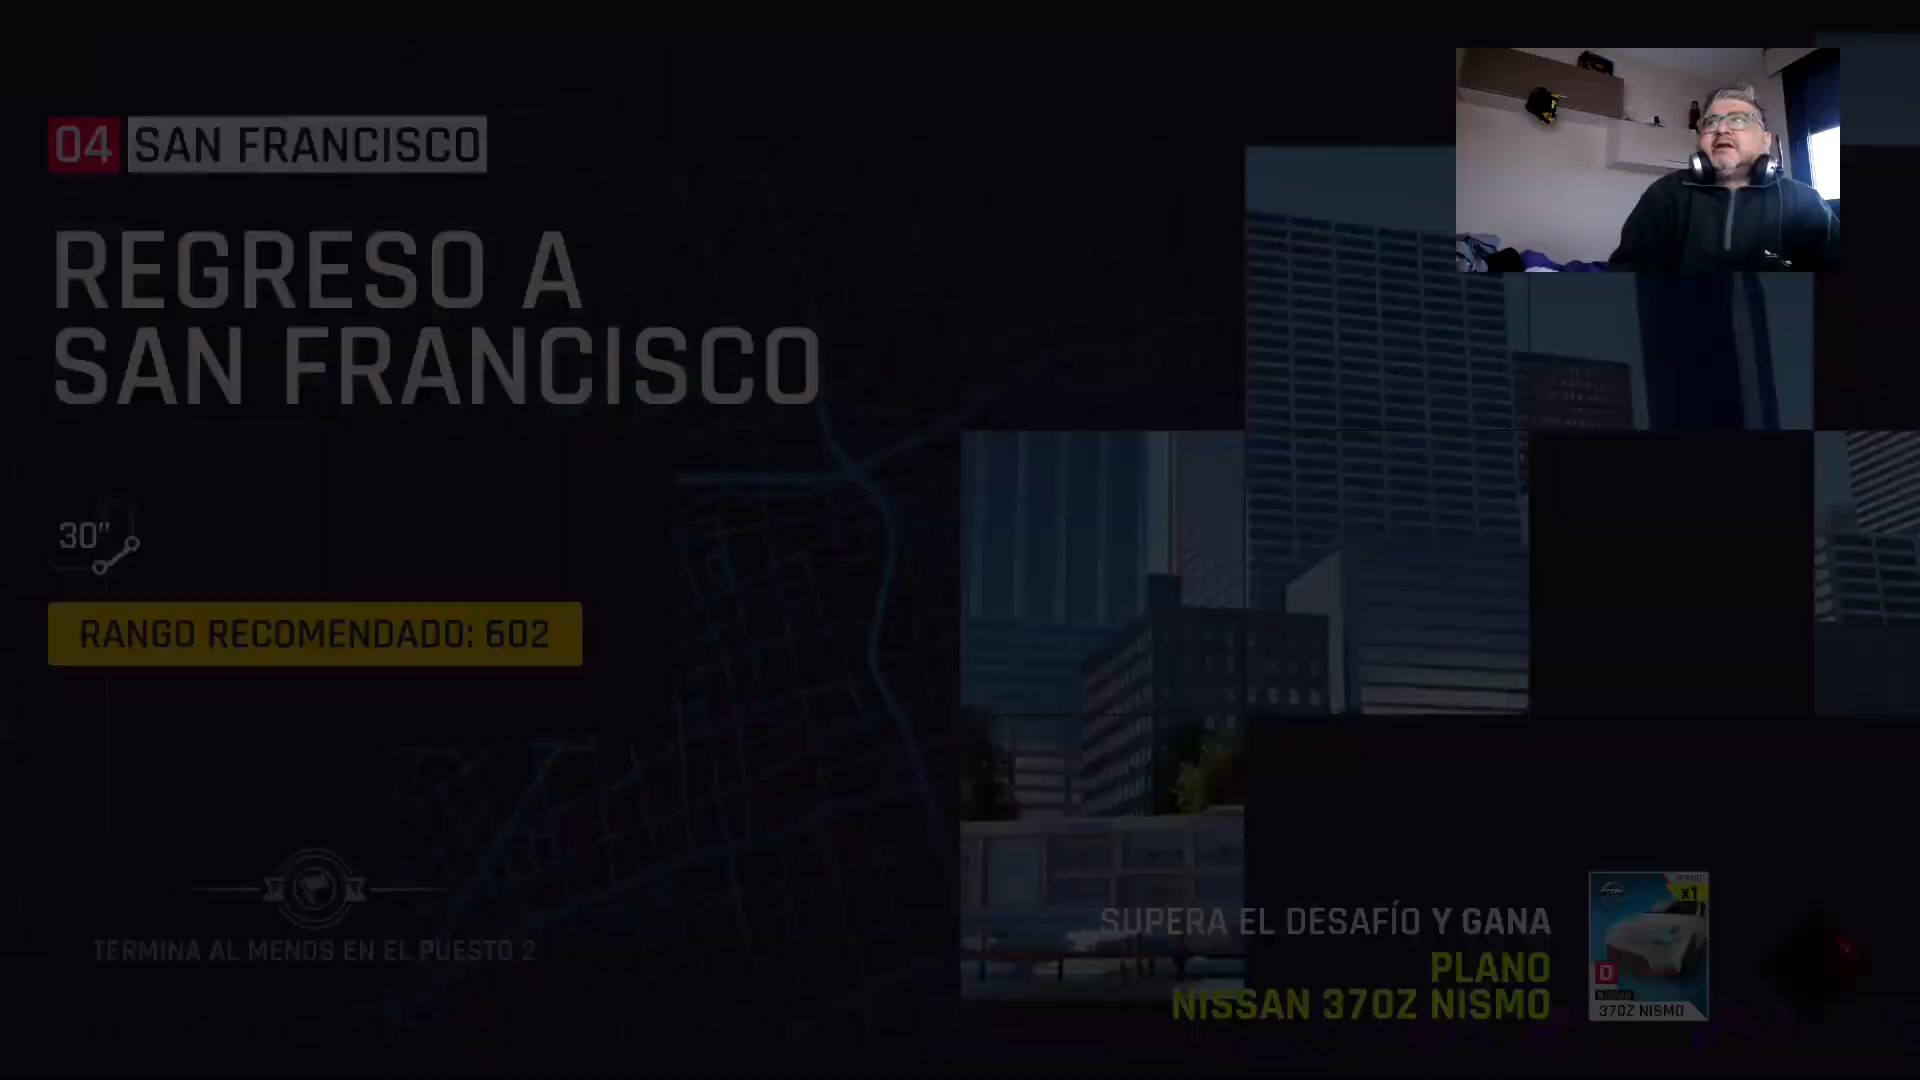 04 SAN FRANCISCO
REGRESO A
SAN FRANCISCO
30"
RANGO RECOMENDADO: 602
TERMINA AL MENOS EN EL PUESTO 2
SUPERA EL DESAFÍO Y GANA
PLANO
NISSAN 370Z NISMO
x1
D
NISSAN
370Z NISMO